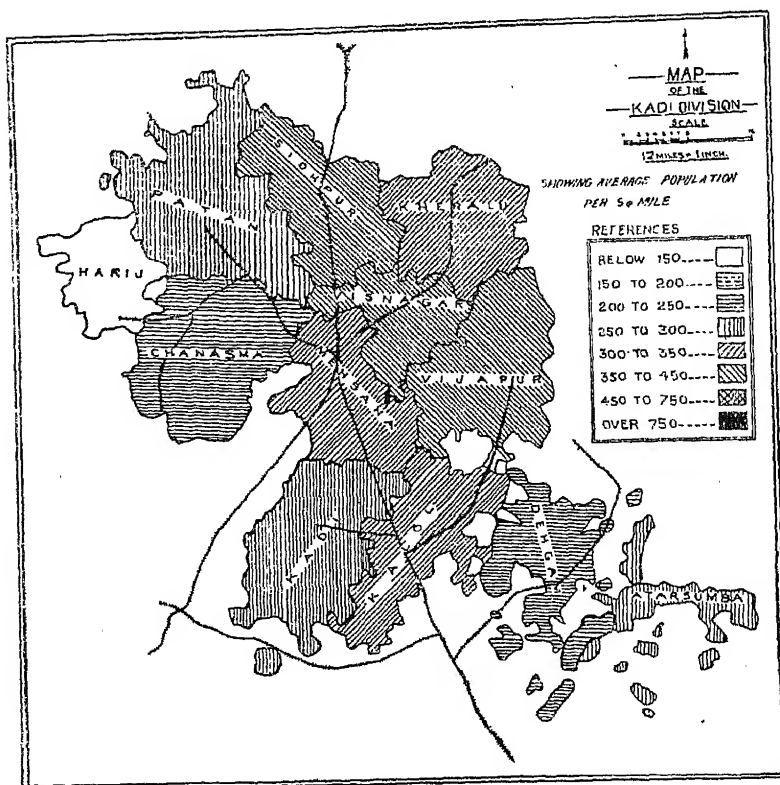 MAP
OF THE
KADI DIVISION
SCALE
12 MILES = 1 INCH.
SHOWING AVERAGE POPULATION
PER Sq MILE
REFERENCES
BELOW 150
150 TO 200
200 TO 250
250 TO 300
300 TO 350
350 TO 450
450 TO 750
OVER 750
SIDHPUR
KHERALU
PATAN
HARIJ
VISNAGAR
CHANASMA
MEHSANA
VIJAPUR
KADI
KALOL
DEHGAM
ATARSUMBA